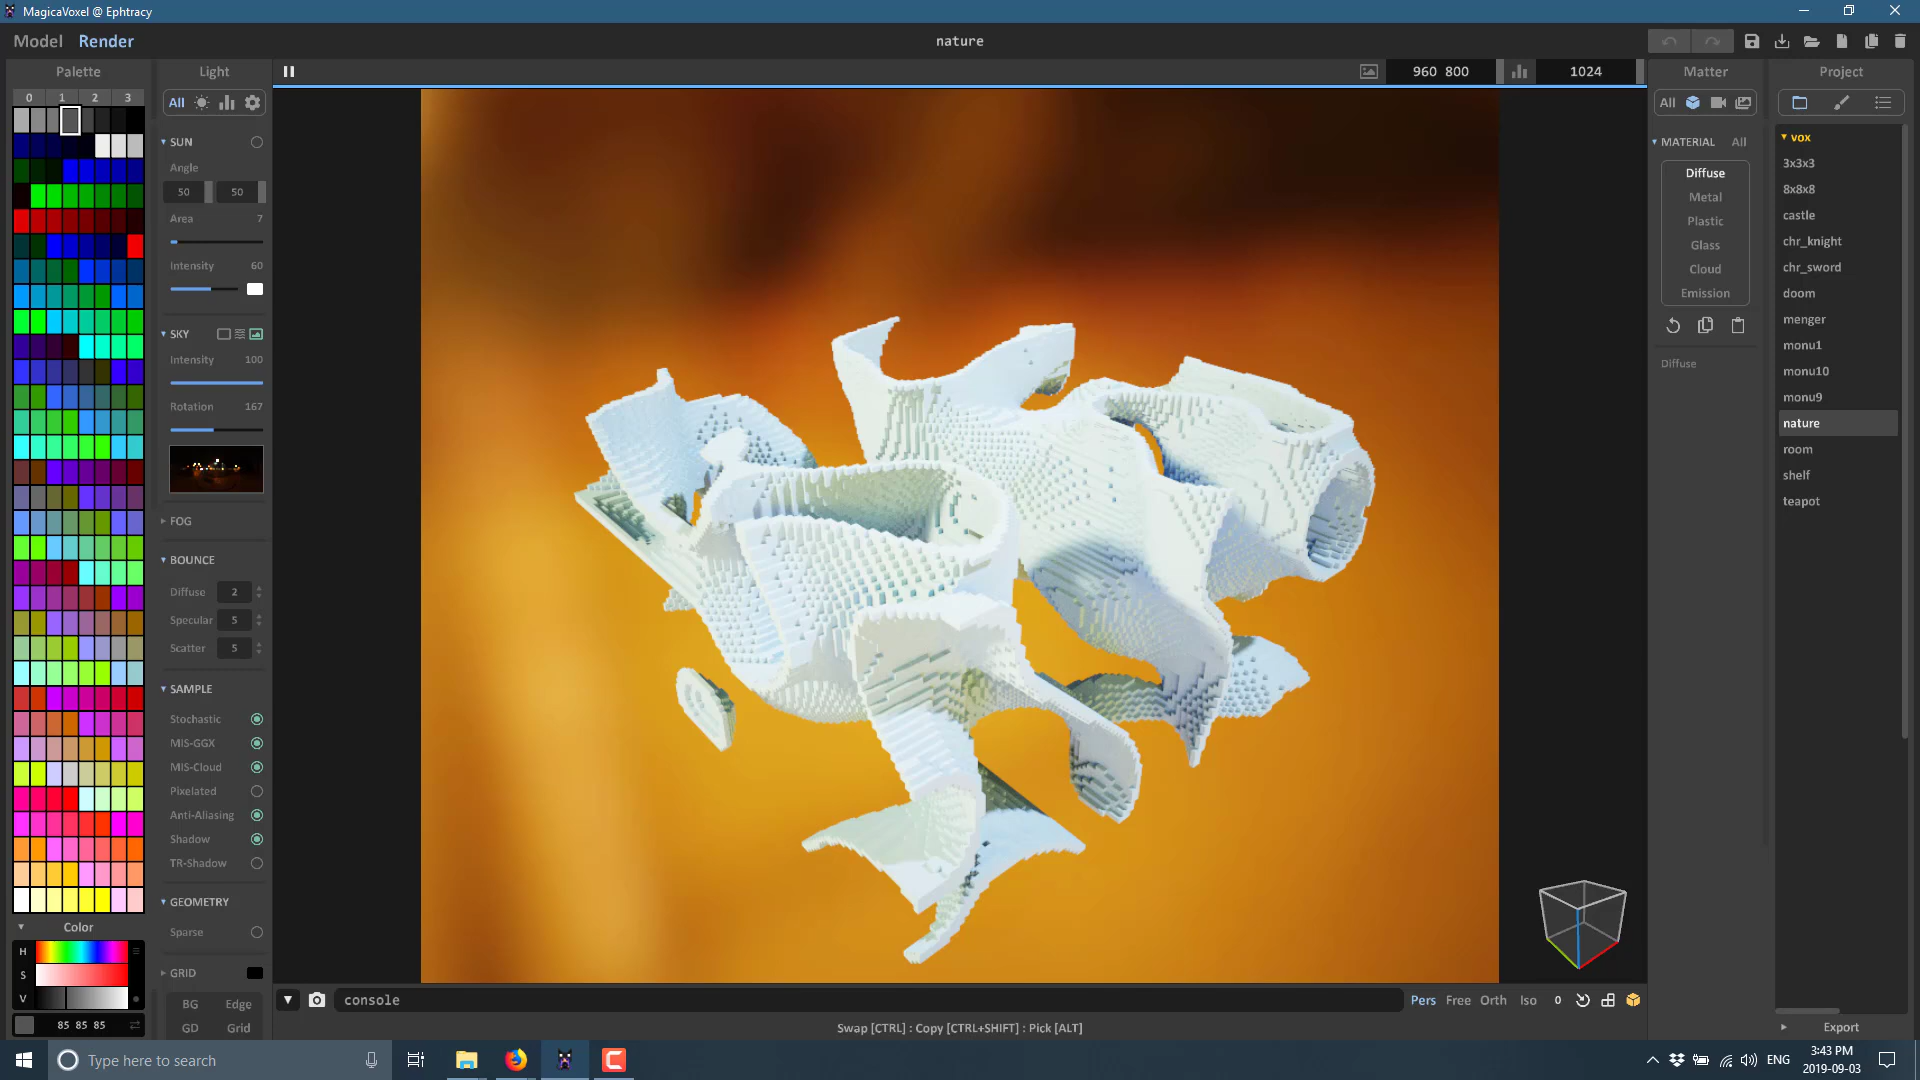 MagicaVoxel @ Ephtracy
Model Render
nature
Palette
0 1 2 3
Color
H
S
V
85 85 85
Light
All
SUN
Angle
50 50
Area 7
Intensity 60
SKY
Intensity 100
Rotation 167
FOG
BOUNCE
Diffuse 2
Specular 5
Scatter 5
SAMPLE
Stochastic
MIS-GGX
MIS-Cloud
Pixelated
Anti-Aliasing
Shadow
TR-Shadow
GEOMETRY
Sparse
GRID
BG Edge
GD Grid
960 800
1024
console
Pers Free Orth Iso 0
Swap [CTRL] : Copy [CTRL+SHIFT] : Pick [ALT]
Matter
All
MATERIAL All
Diffuse
Metal
Plastic
Glass
Cloud
Emission
Diffuse
Project
vox
3x3x3
8x8x8
castle
chr_knight
chr_sword
doom
menger
monu1
monu10
monu9
nature
room
shelf
teapot
Export
Type here to search
ENG
3:43 PM
2019-09-03